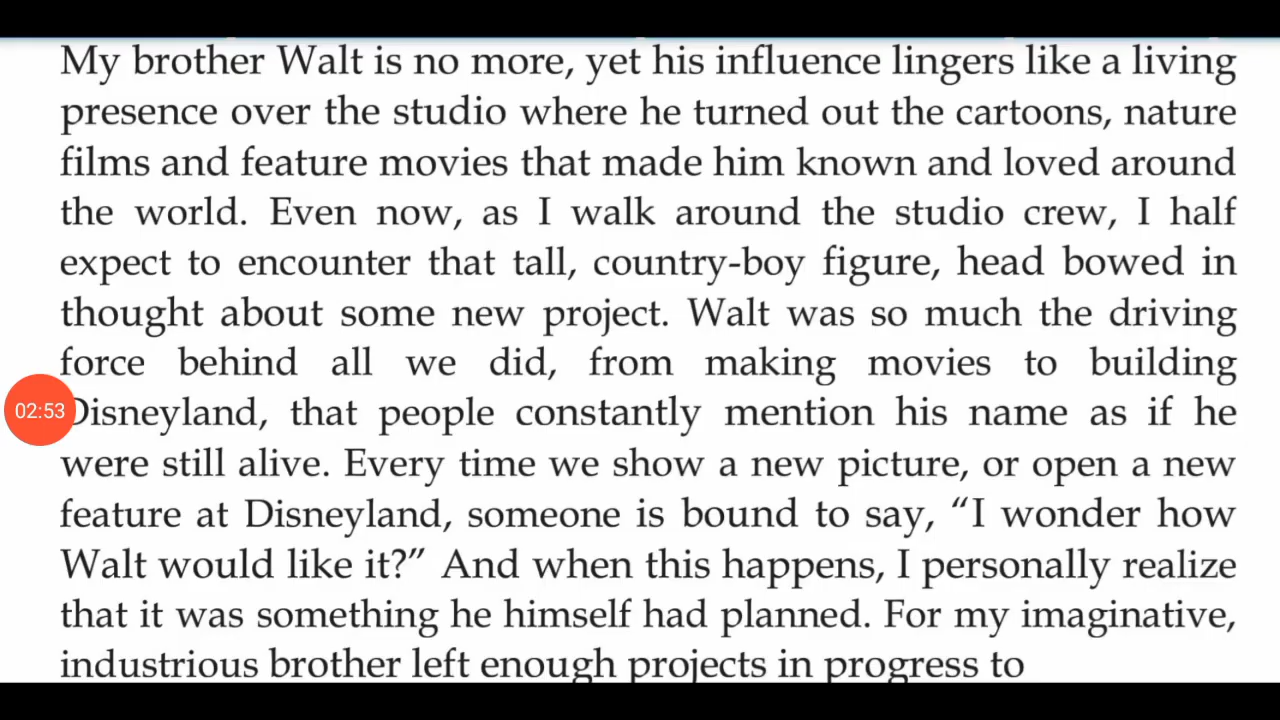 My brother Walt is no more, yet his influence lingers like a living
presence over the studio where he turned out the cartoons, nature
films and feature movies that made him known and loved around
the world. Even now, as I walk around the studio crew, I half
expect to encounter that tall, country-boy figure, head bowed in
thought about some new project. Walt was so much the driving
force behind all we did, from making movies to building
02:53
Disneyland, that people constantly mention his name as if he
were still alive. Every time we show a new picture, or open a new
feature at Disneyland, someone is bound to say, “I wonder how
Walt would like it?” And when this happens, I personally realize
that it was something he himself had planned. For my imaginative,
industrious brother left enough projects in progress to